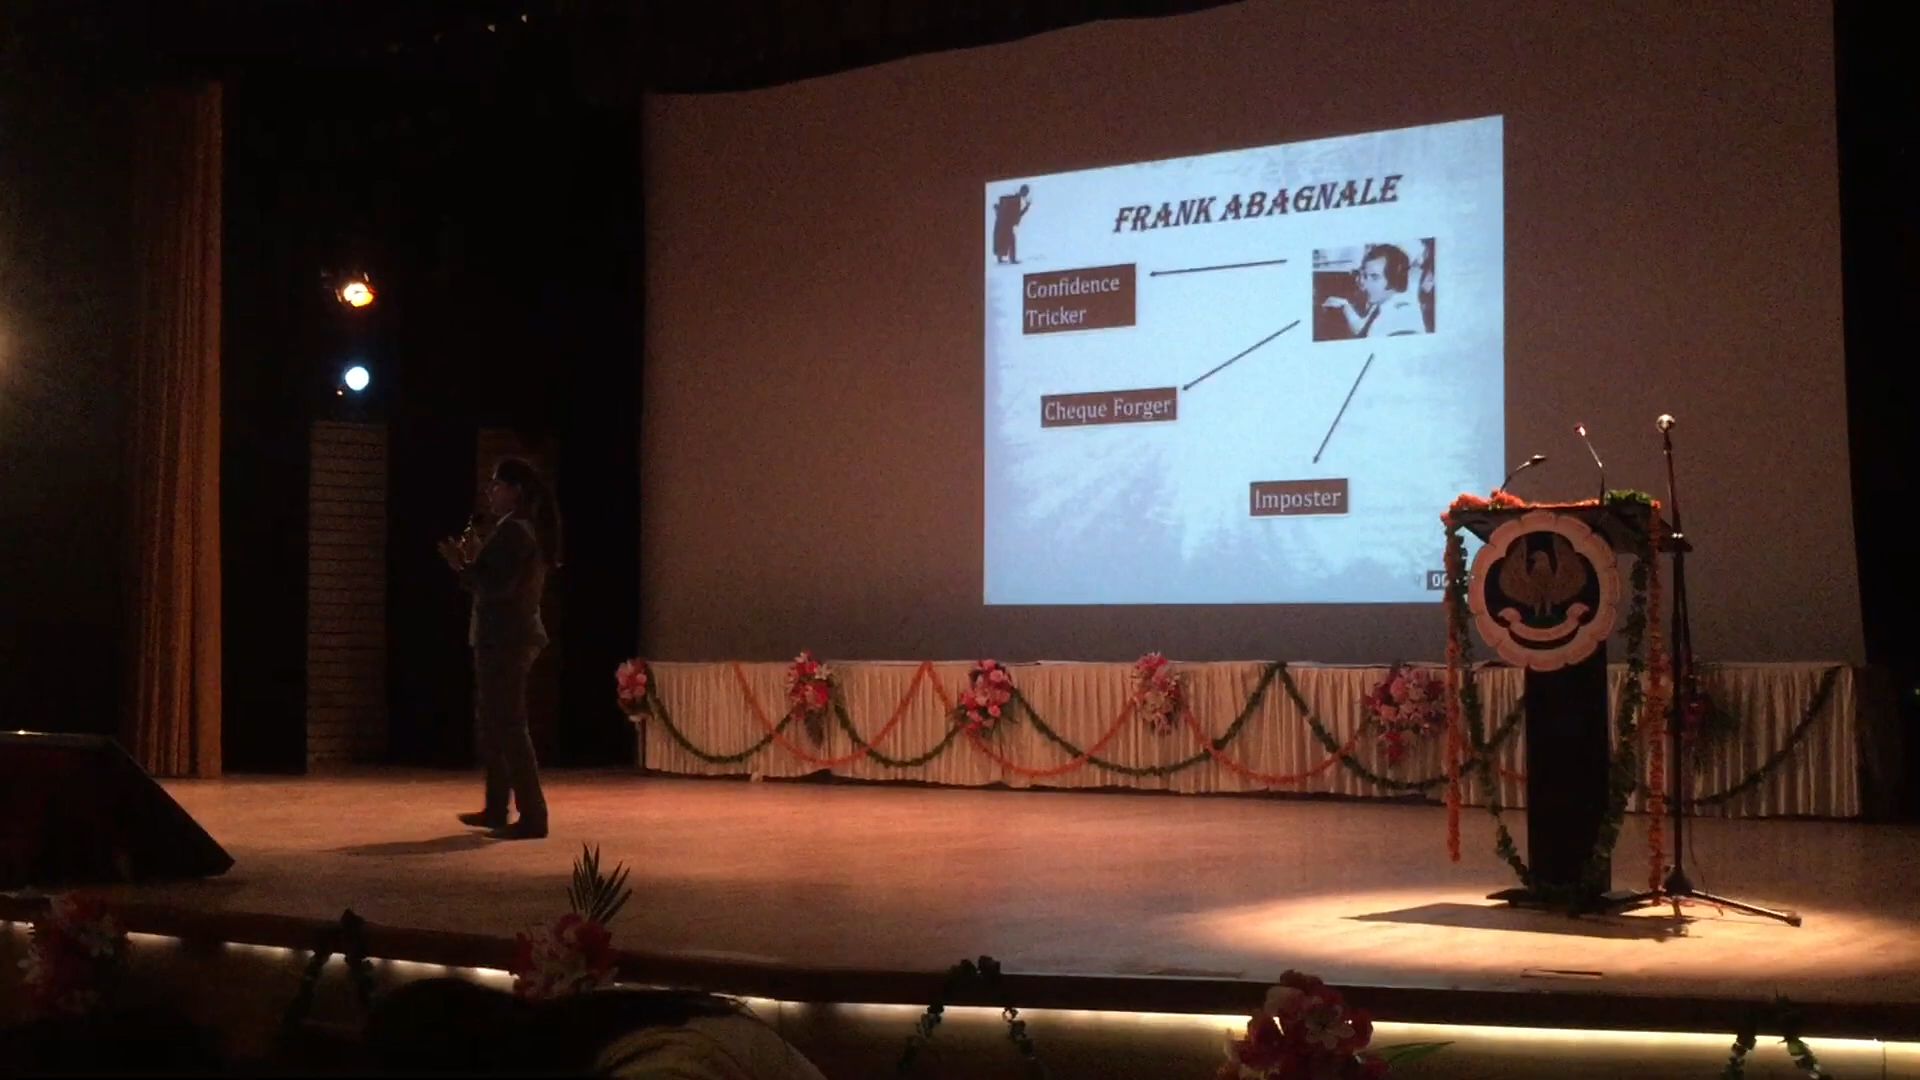 FRANK ABAGNALE
Confidence
Tricker
Cheque Forger
Imposter